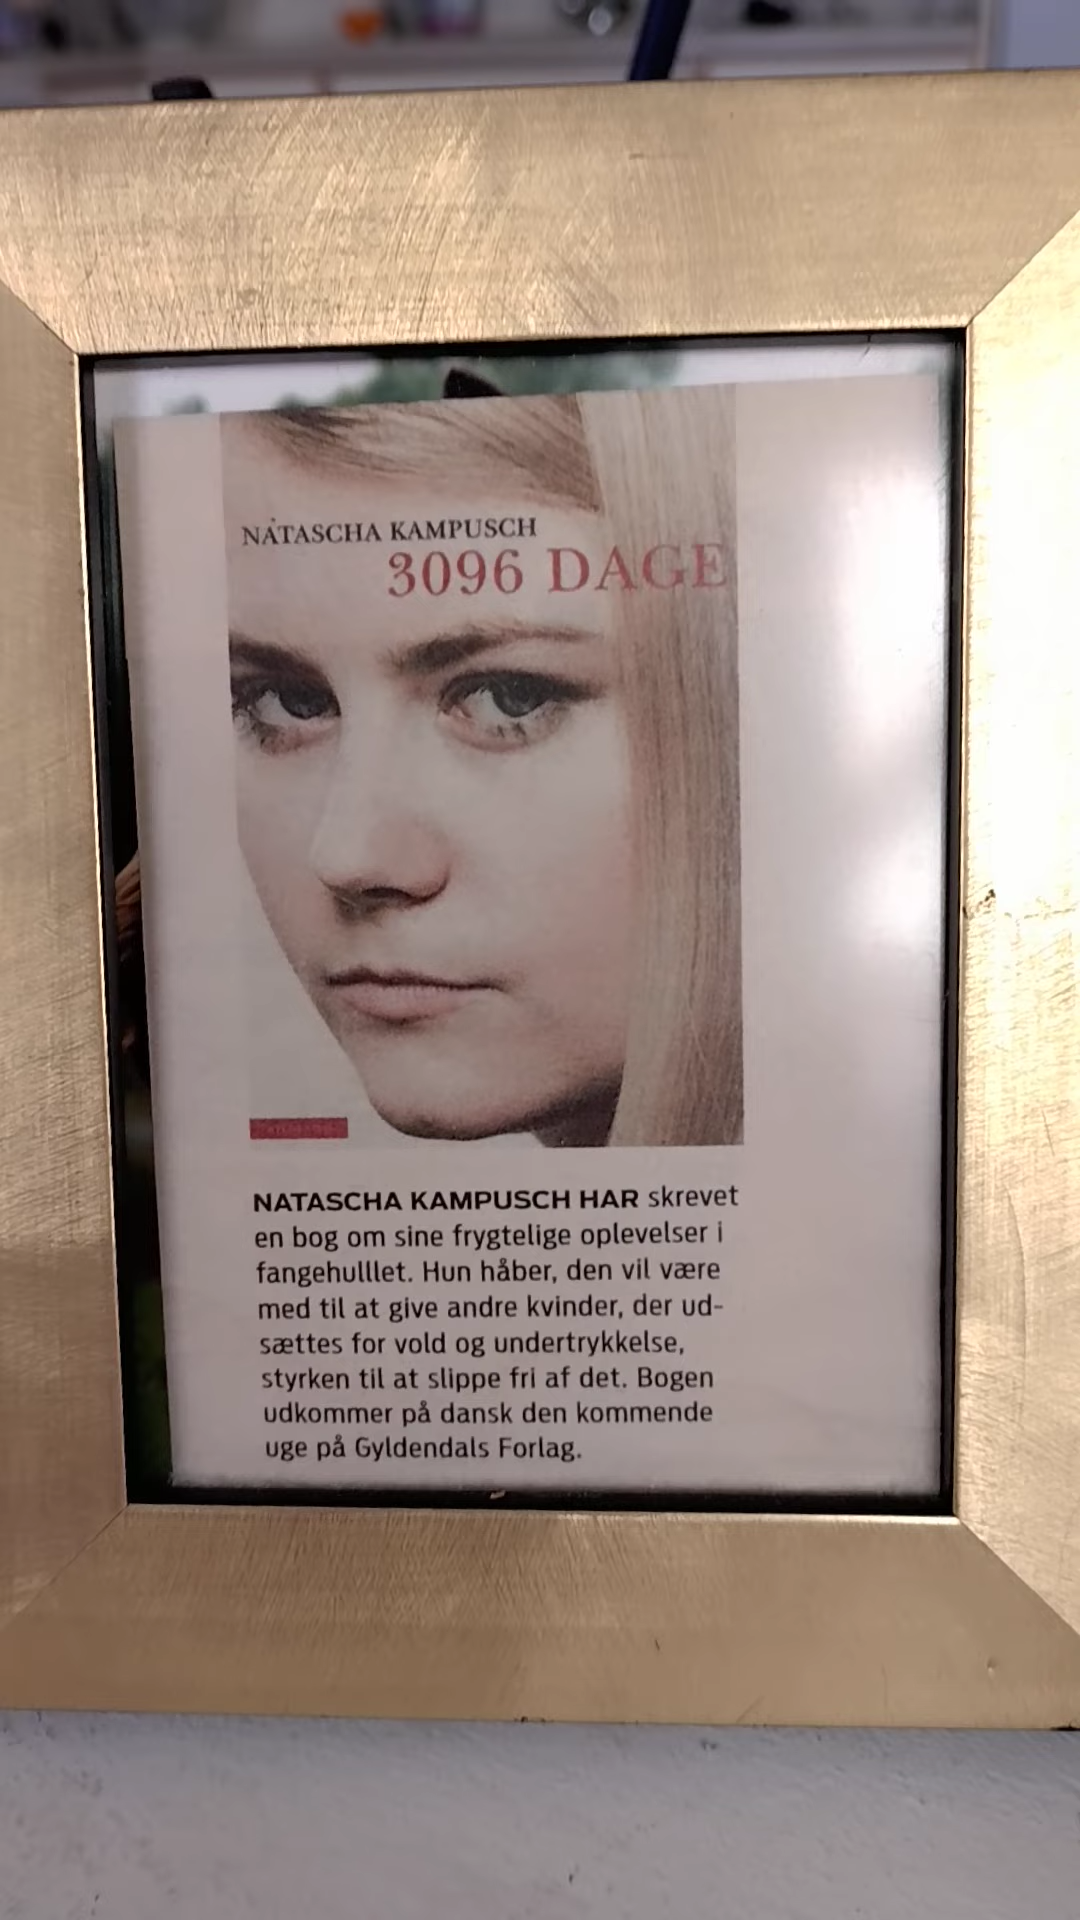 NATASCHA KAMPUSCH
3096 DAGE
NATASCHA KAMPUSCH HAR skrevet
en bog om sine frygtelige oplevelser i
fangehulllet. Hun håber, den vil være
med til at give andre kvinder, der ud-
sættes for vold og undertrykkelse,
styrken til at slippe fri af det. Bogen
udkommer på dansk den kommende
uge på Gyldendals Forlag.